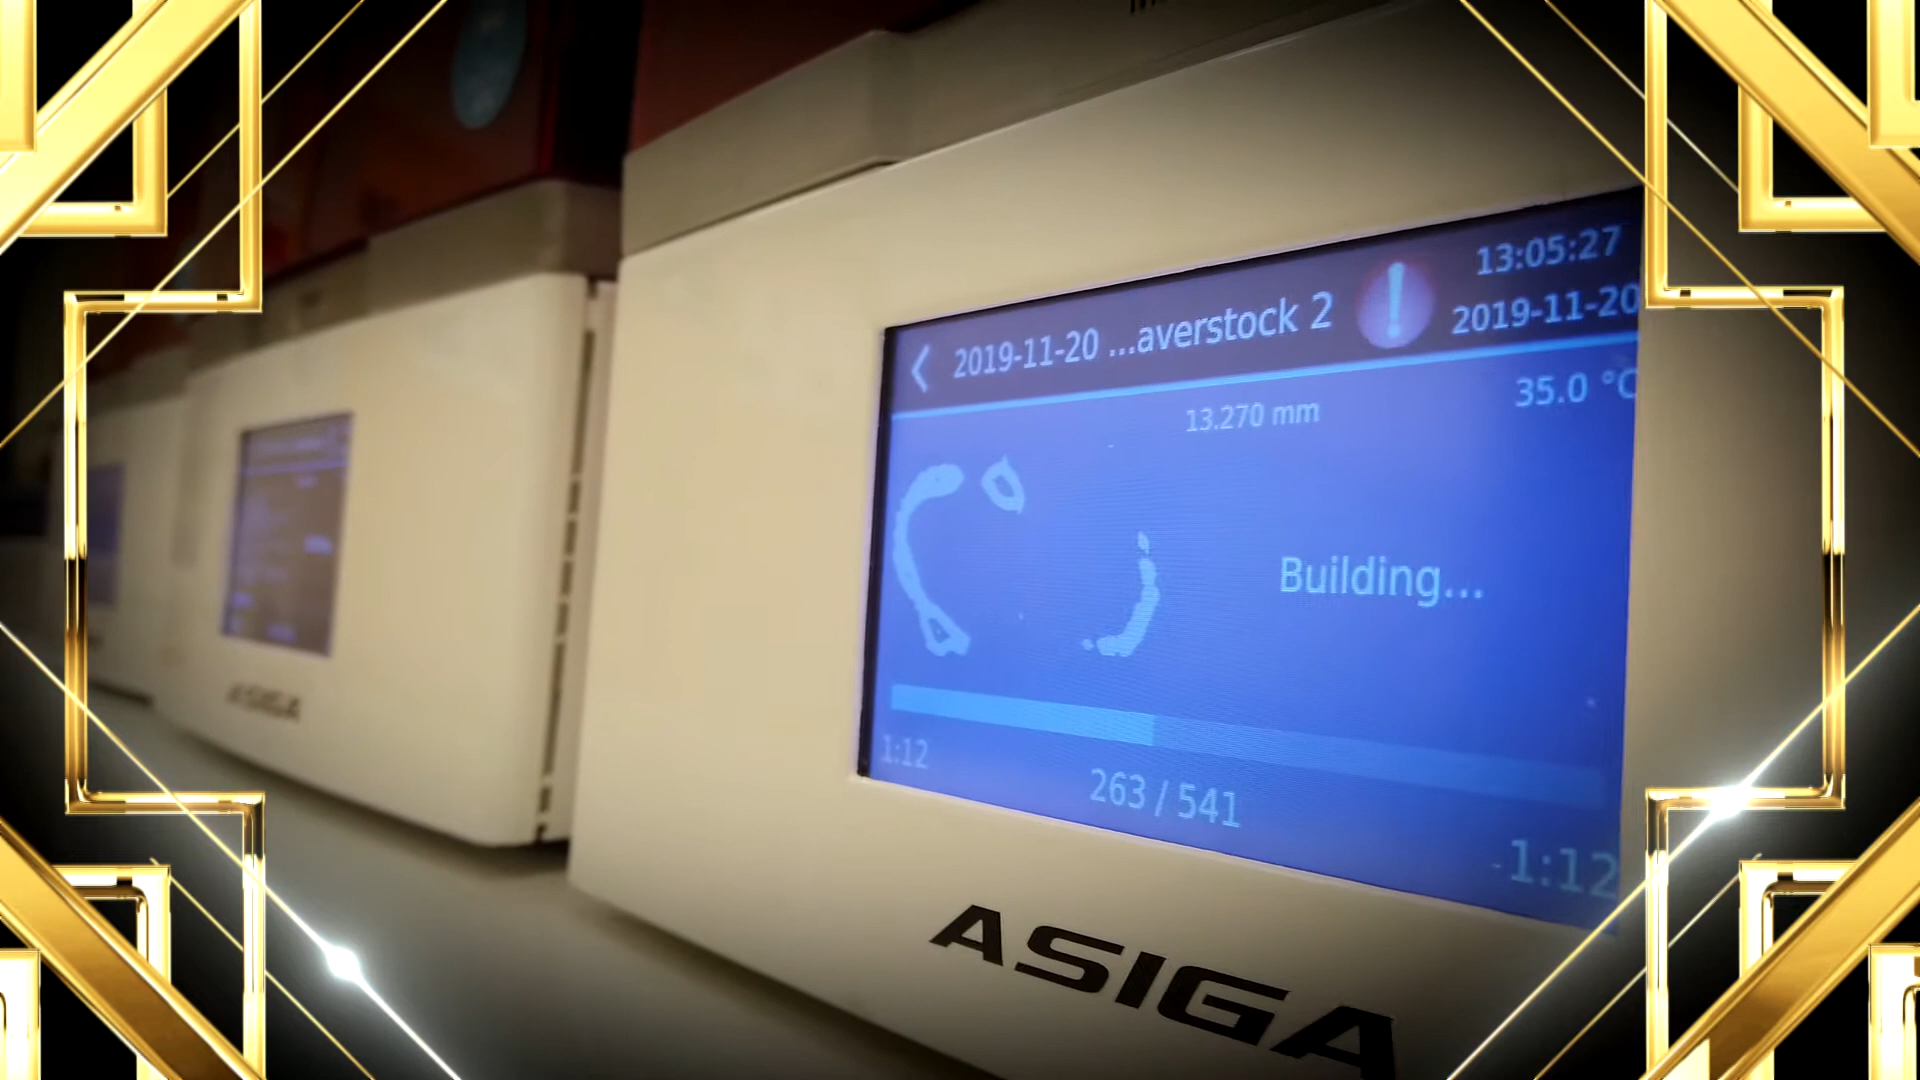 13:05:27
2019-11-20 ...averstock 2
2019-11-20
35.0 °C
13.270 mm
Building...
1:12
263 / 541
-1:12
ASIGA
ASIGA